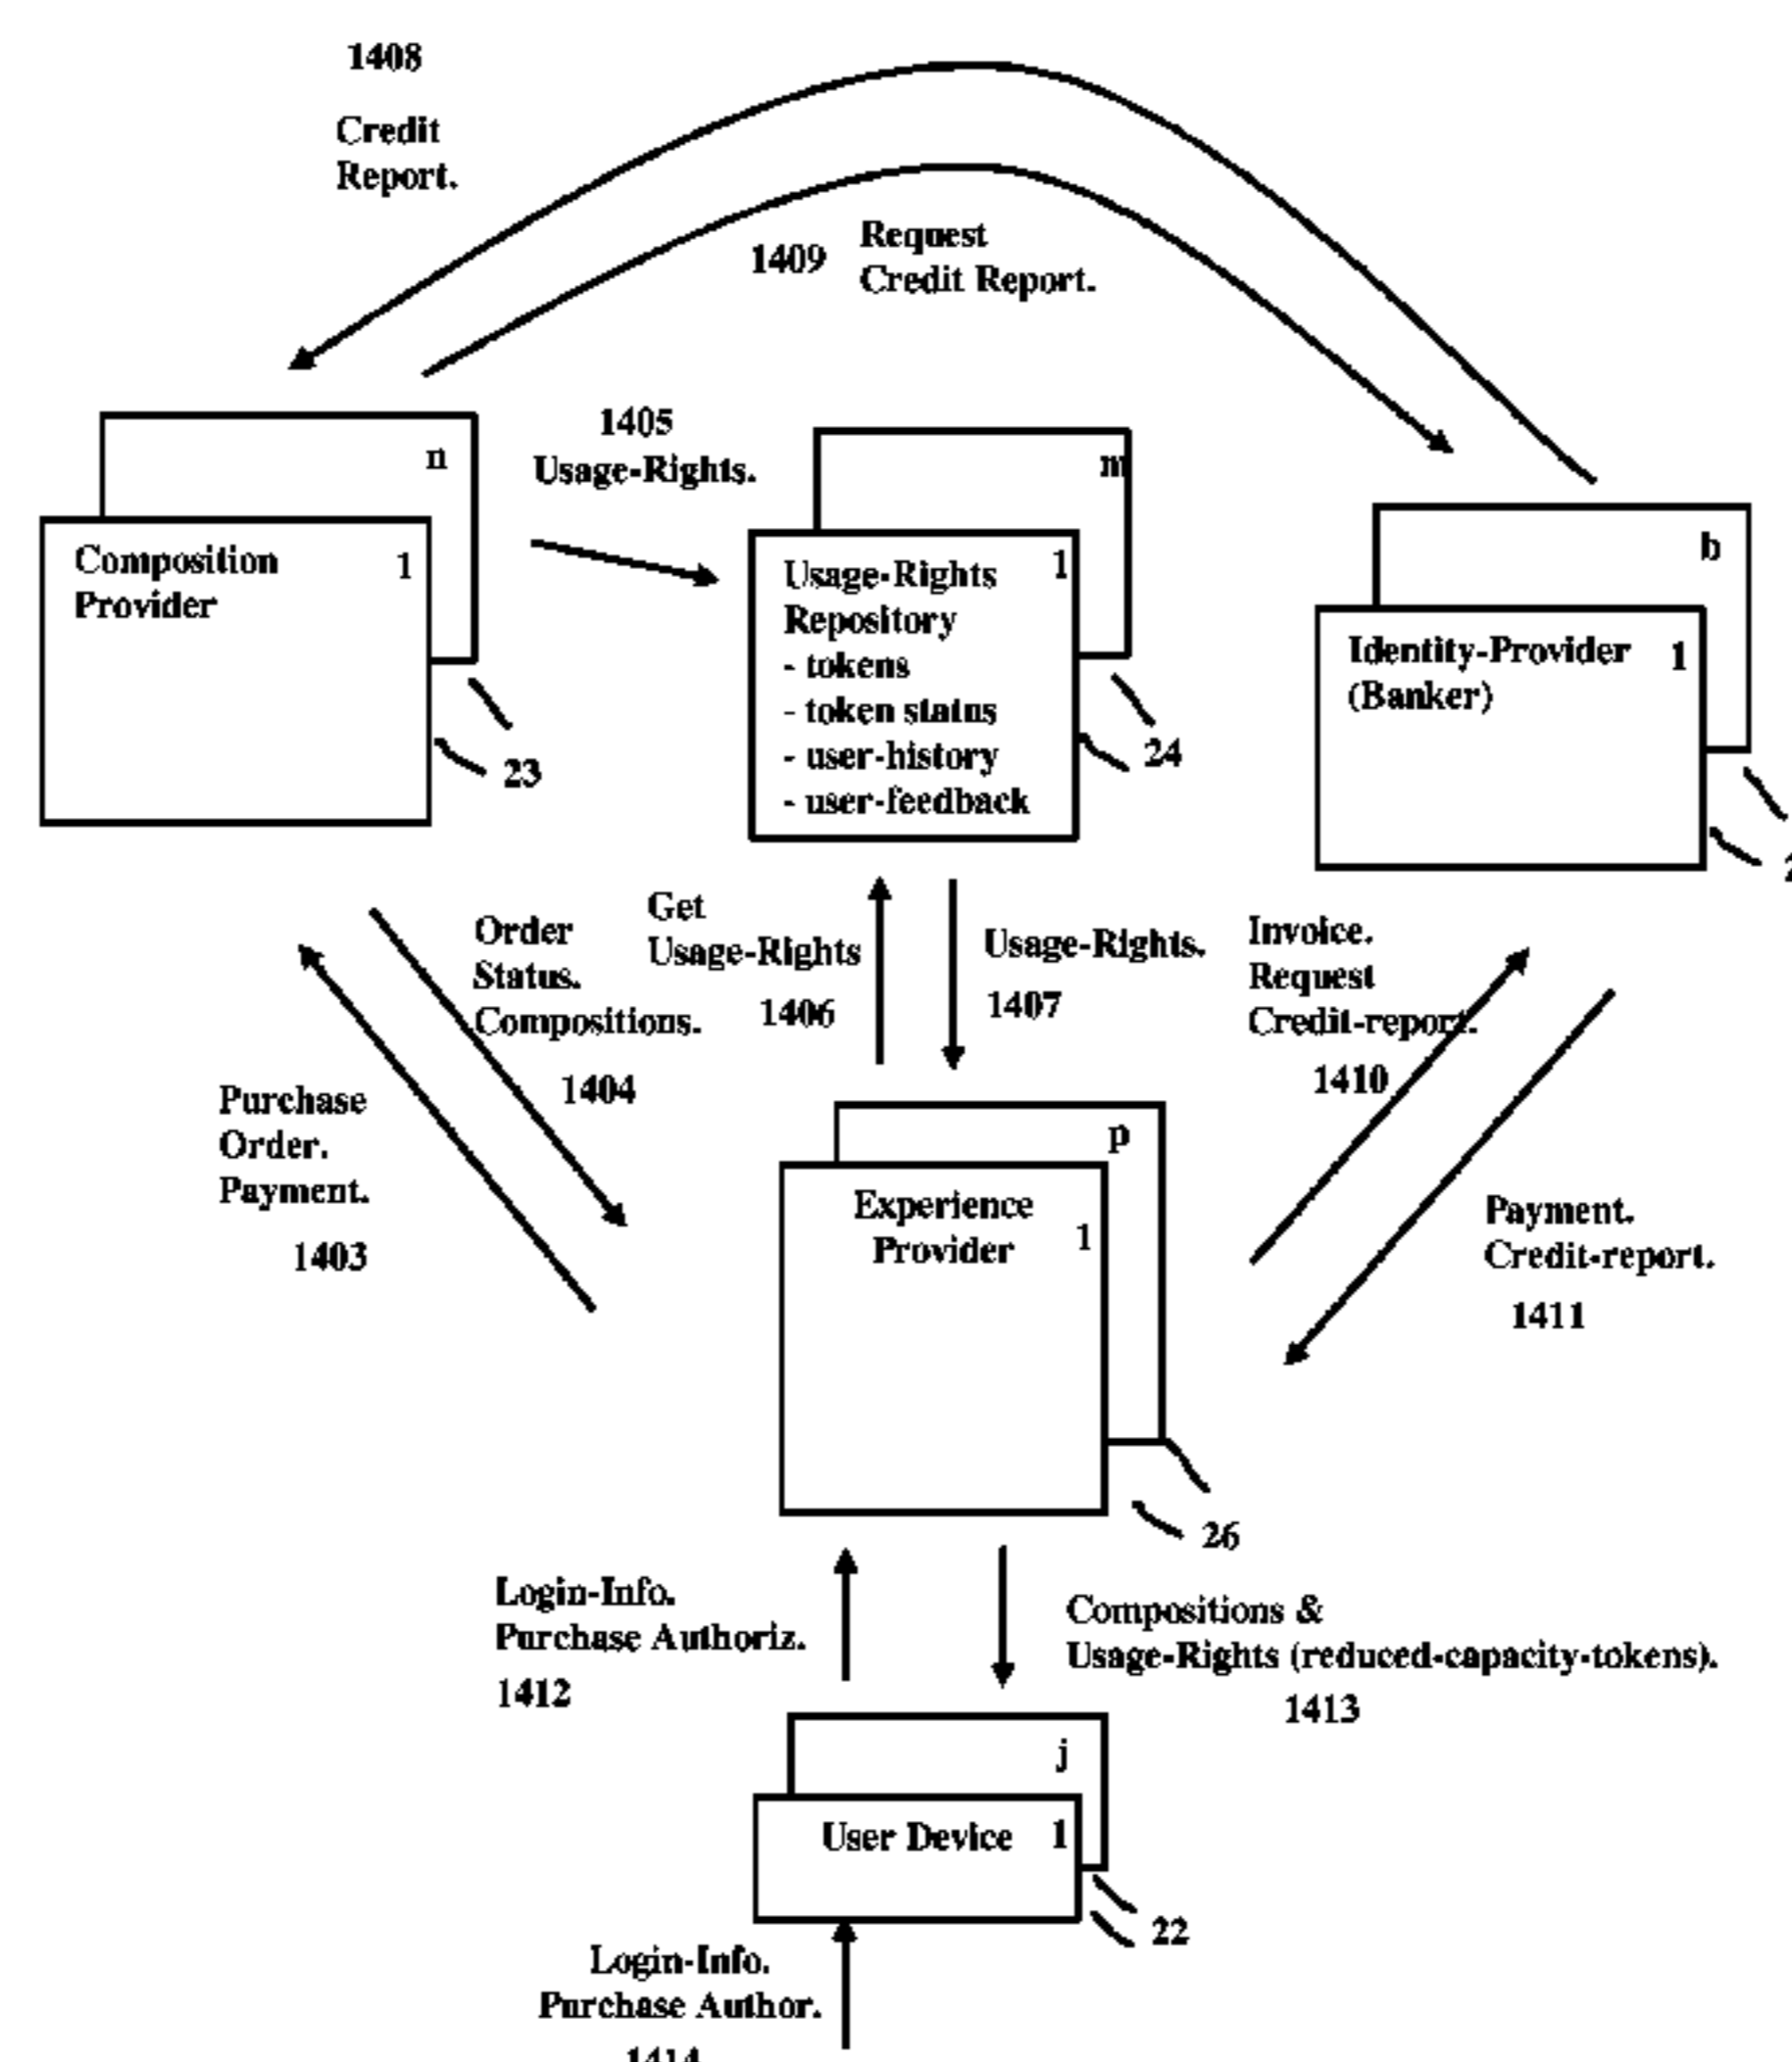 1408
Credit
Report.
1409
Request
Credit Report.
1405
Usage-Rights.
n
Composition
Provider
1
23
m
1
Usage-Rights
Repository
- tokens
- token status
- user-history
- user-feedback
24
b
Identity-Provider
(Banker)
1
Order
Status.
Compositions.
1404
Get
Usage-Rights
1406
Usage-Rights.
1407
Invoice.
Request
Credit-report.
1410
Purchase
Order.
Payment.
1403
p
Experience
Provider
1
26
Payment.
Credit-report.
1411
Login-Info.
Purchase Authoriz.
1412
Compositions &
Usage-Rights (reduced-capacity-tokens).
1413
j
User Device
1
22
Login-Info.
Purchase Author.
1414